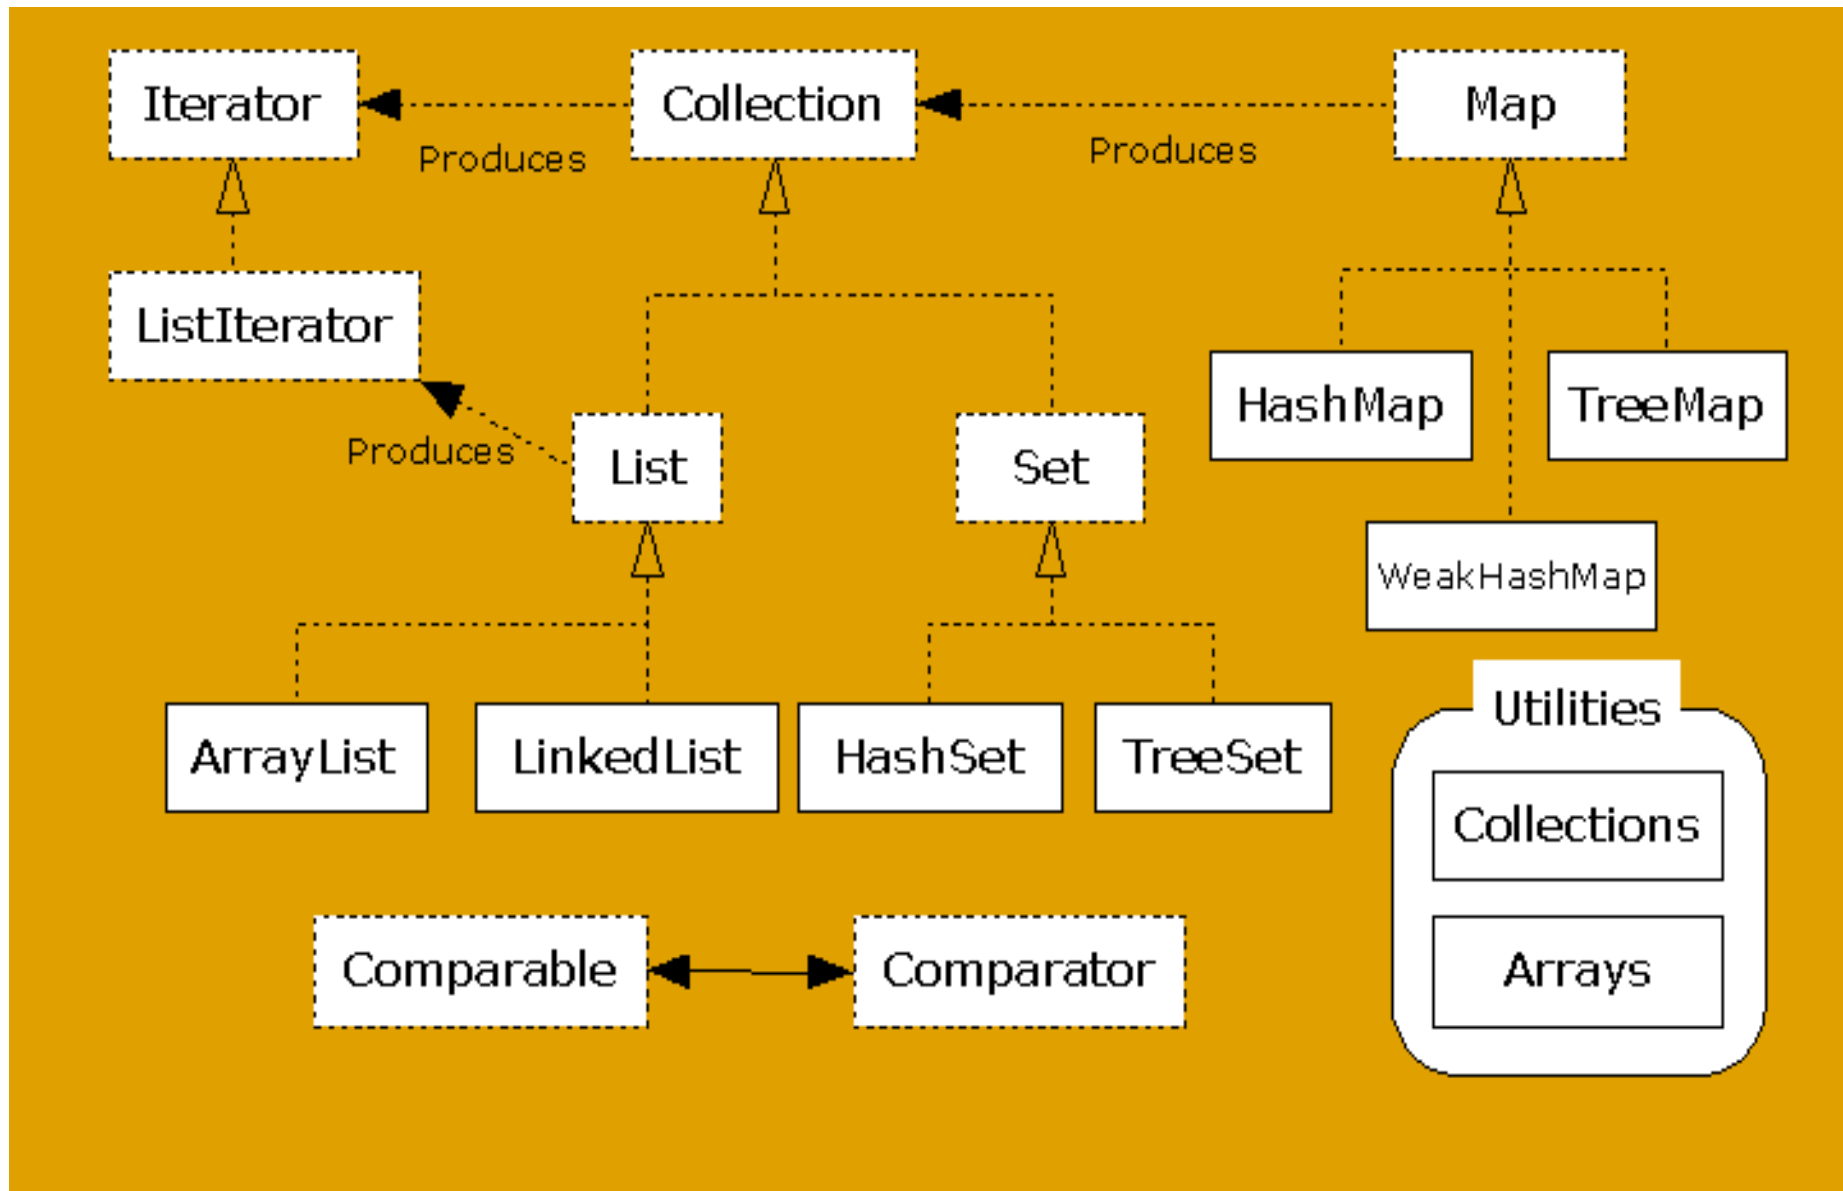 Iterator
Collection
Map
Produces
Produces
ListIterator
HashMap
TreeMap
Produces
List
Set
WeakHashMap
Utilities
ArrayList
LinkedList
HashSet
TreeSet
Collections
Comparable
Comparator
Arrays